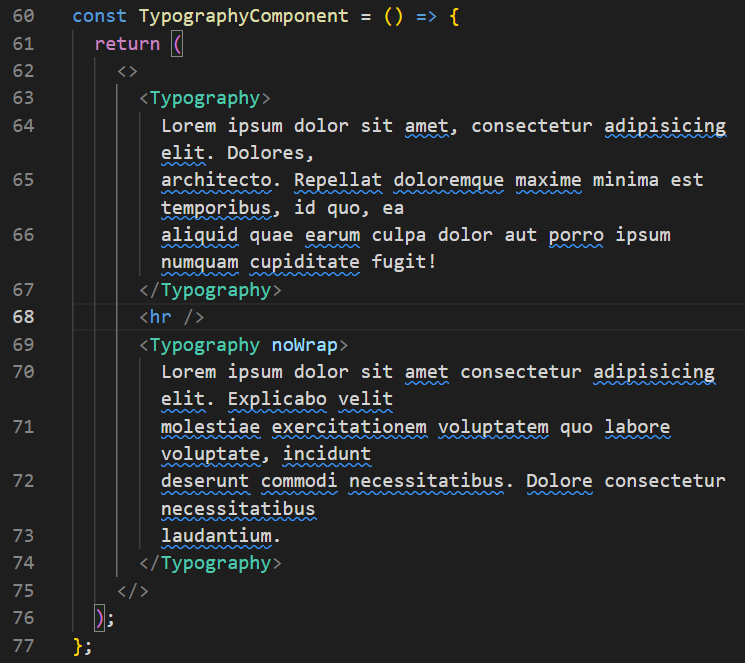 60 const TypographyComponent = () => {
61 return (
62 <>
63 <Typography>
64 Lorem ipsum dolor sit amet, consectetur adipisicing
elit. Dolores,
65 architecto. Repellat doloremque maxime minima est
temporibus, id quo, ea
66 aliquid quae earum culpa dolor aut porro ipsum
numquam cupiditate fugit!
67 </Typography>
68 <hr />
69 <Typography noWrap>
70 Lorem ipsum dolor sit amet consectetur adipisicing
elit. Explicabo velit
71 molestiae exercitationem voluptatem quo labore
voluptate, incidunt
72 deserunt commodi necessitatibus. Dolore consectetur
necessitatibus
73 laudantium.
74 </Typography>
75 </>
76 );
77 };